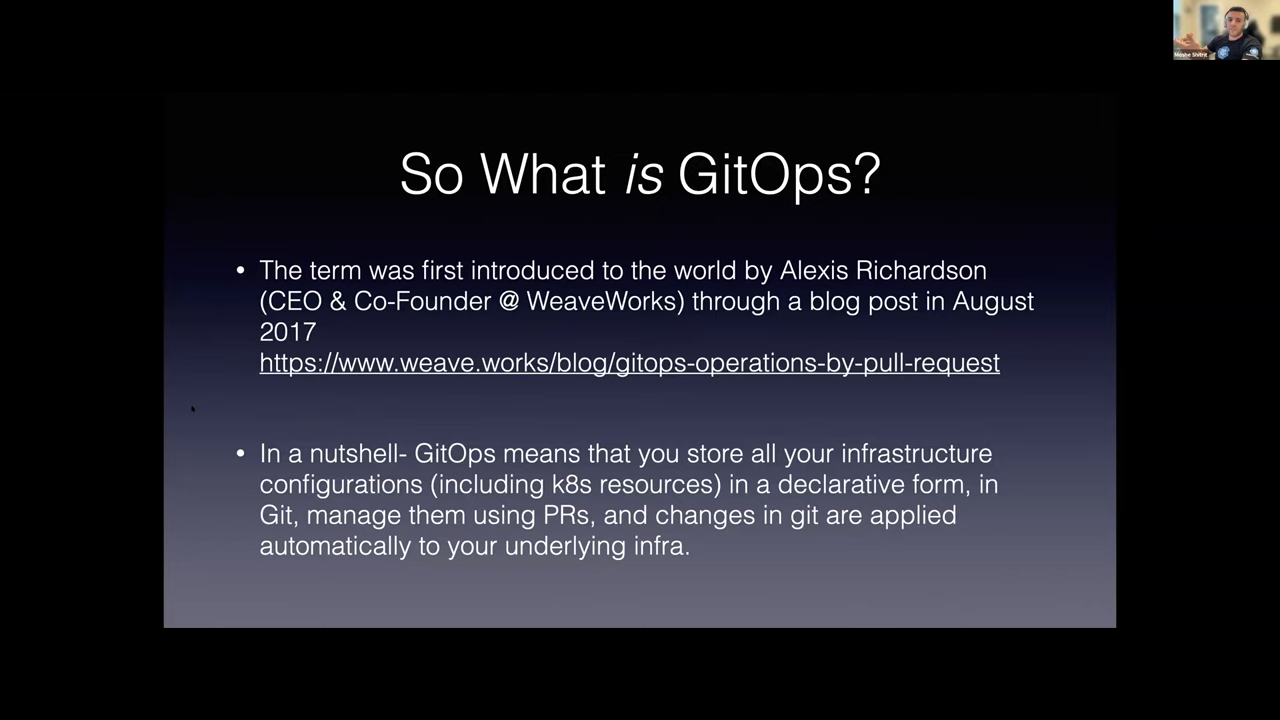 Moshe Shitrit
So What is GitOps?
• The term was first introduced to the world by Alexis Richardson
(CEO & Co-Founder @ WeaveWorks) through a blog post in August
2017
https://www.weave.works/blog/gitops-operations-by-pull-request
• In a nutshell- GitOps means that you store all your infrastructure
configurations (including k8s resources) in a declarative form, in
Git, manage them using PRs, and changes in git are applied
automatically to your underlying infra.